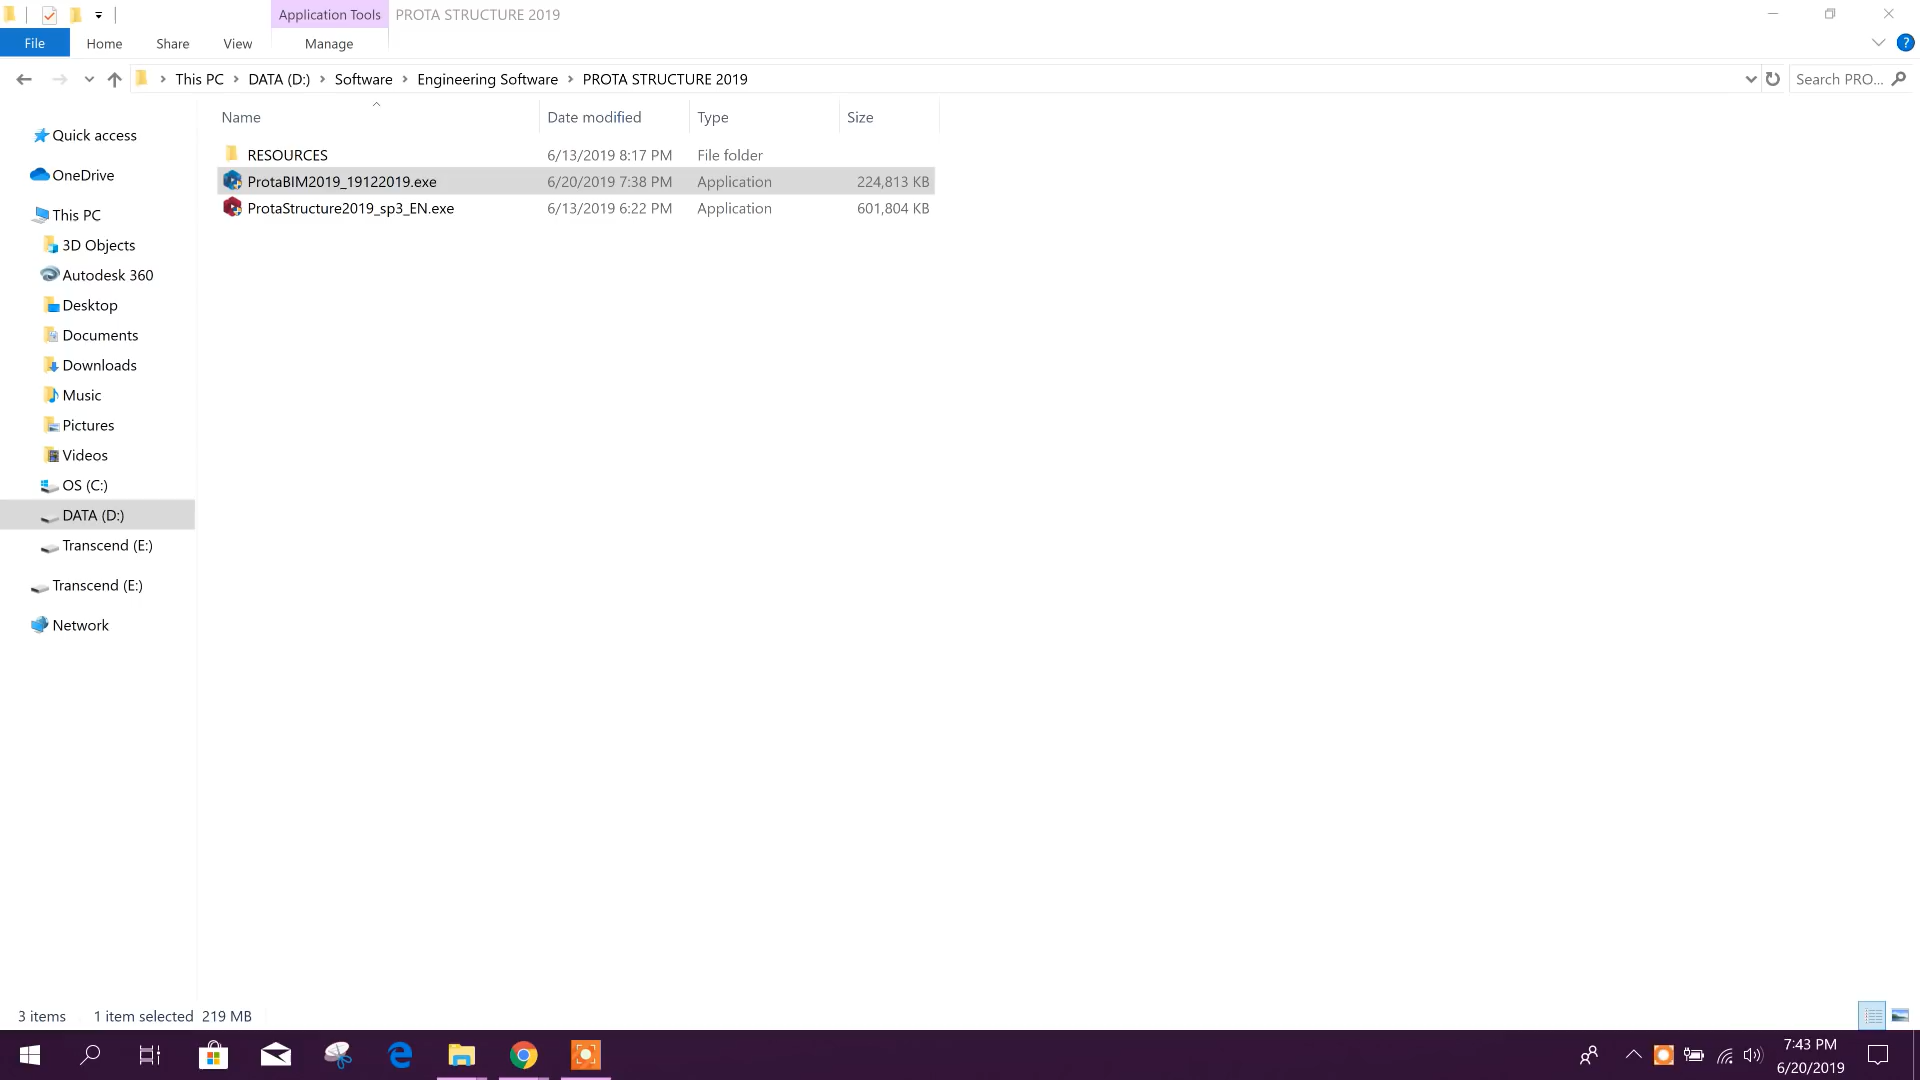 Application Tools PROTA STRUCTURE 2019
File Home Share View Manage
This PC DATA (D:) Software Engineering Software PROTA STRUCTURE 2019 Search PRO...
Name Date modified Type Size
RESOURCES 6/13/2019 8:17 PM File folder
ProtaBIM2019_19122019.exe 6/20/2019 7:38 PM Application 224,813 KB
ProtaStructure2019_sp3_EN.exe 6/13/2019 6:22 PM Application 601,804 KB
Quick access
OneDrive
This PC
3D Objects
Autodesk 360
Desktop
Documents
Downloads
Music
Pictures
Videos
OS (C:)
DATA (D:)
Transcend (E:)
Transcend (E:)
Network
3 items 1 item selected 219 MB
7:43 PM
6/20/2019